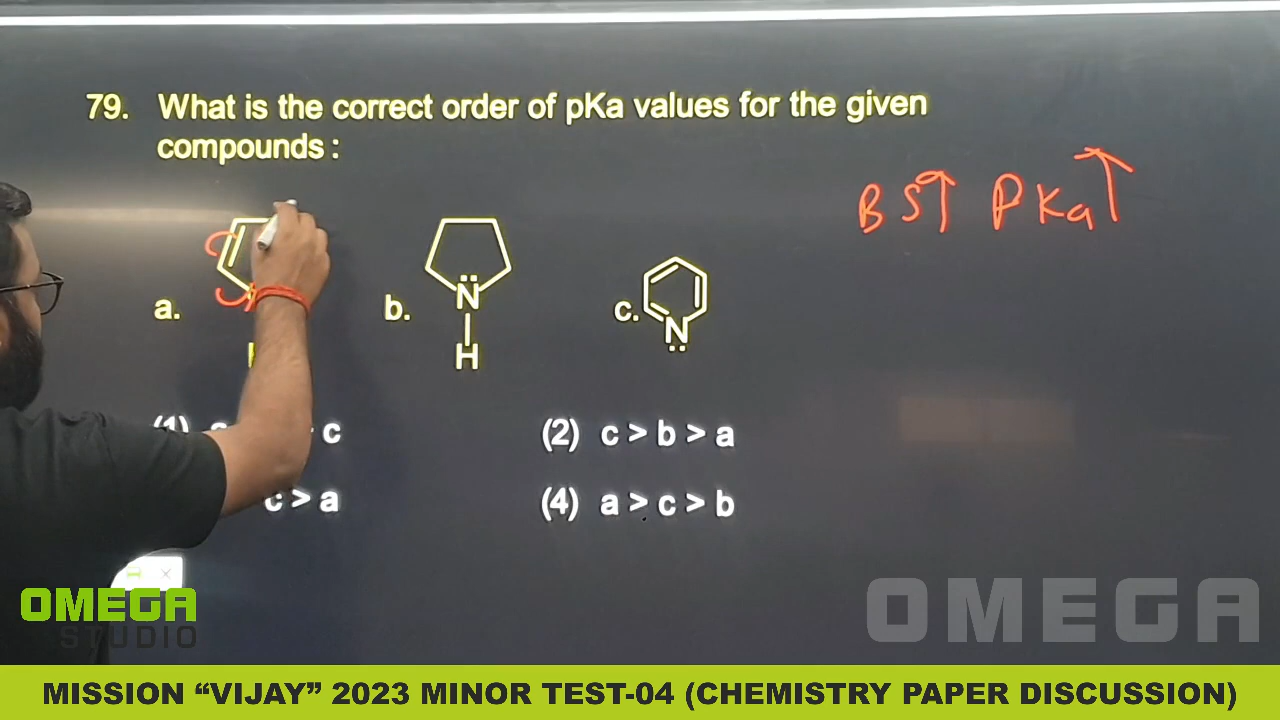 79. What is the correct order of pKa values for the given
compounds :
BS↑ PKa↑
a.
b. N
H
c. N
(1) c
(2) c > b > a
c > a
(4) a > c > b
OMEGA
STUDIO
OMEGA
MISSION “VIJAY” 2023 MINOR TEST-04 (CHEMISTRY PAPER DISCUSSION)